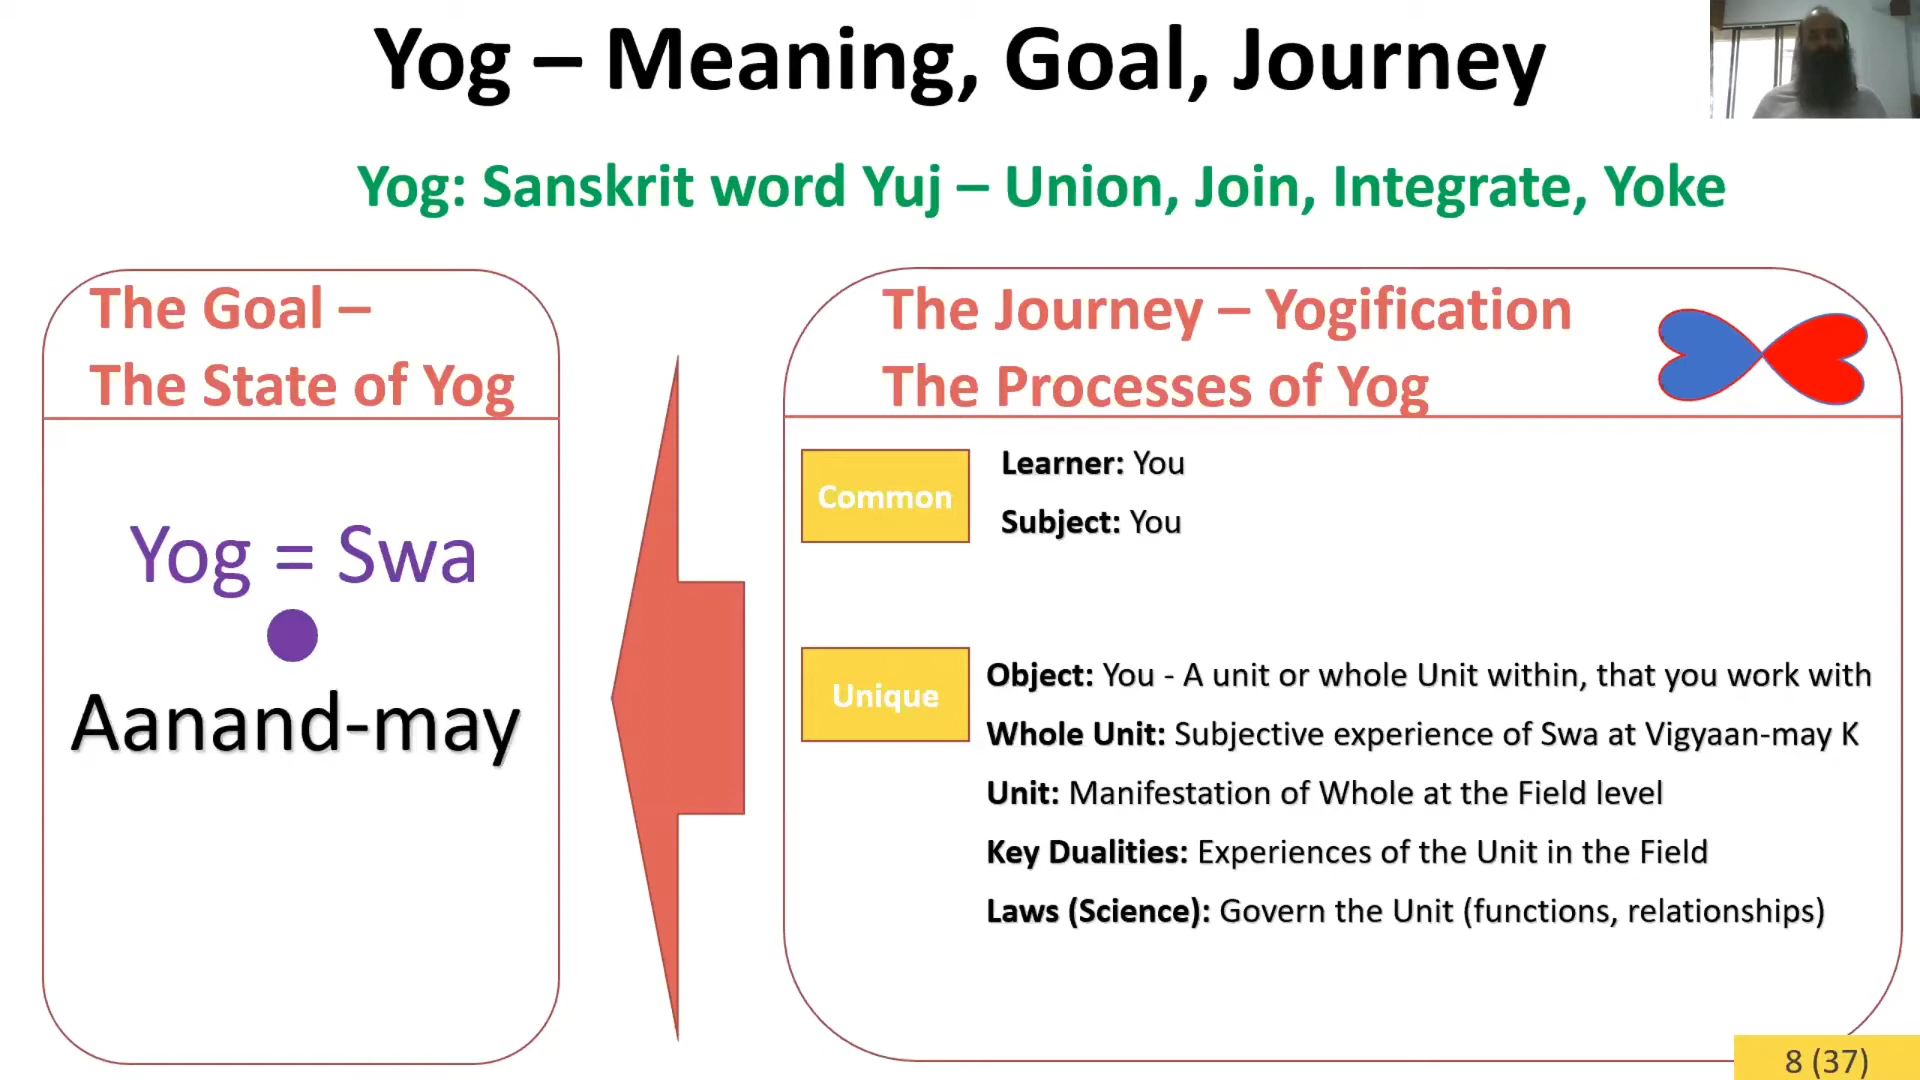 Yog – Meaning, Goal, Journey
Yog: Sanskrit word Yuj – Union, Join, Integrate, Yoke
The Goal –
The State of Yog
Yog = Swa
Aanand-may
The Journey – Yogification
The Processes of Yog
Common
Learner: You
Subject: You
Unique
Object: You - A unit or whole Unit within, that you work with
Whole Unit: Subjective experience of Swa at Vigyaan-may K
Unit: Manifestation of Whole at the Field level
Key Dualities: Experiences of the Unit in the Field
Laws (Science): Govern the Unit (functions, relationships)
8 (37)